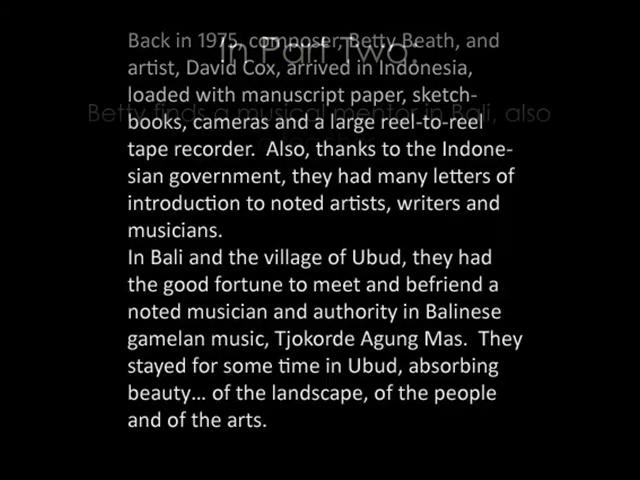 In Part Two:
Betty finds a musical mentor in Bali, also
Back in 1975, composer, Betty Beath, and
artist, David Cox, arrived in Indonesia,
loaded with manuscript paper, sketch-
books, cameras and a large reel-to-reel
tape recorder.  Also, thanks to the Indone-
sian government, they had many letters of
introduction to noted artists, writers and
musicians.
In Bali and the village of Ubud, they had
the good fortune to meet and befriend a
noted musician and authority in Balinese
gamelan music, Tjokorde Agung Mas.  They
stayed for some time in Ubud, absorbing
beauty... of the landscape, of the people
and of the arts.